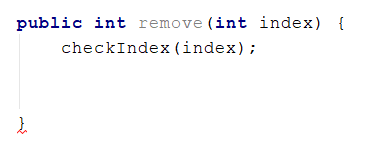 public int remove(int index) {
    checkIndex(index);
}